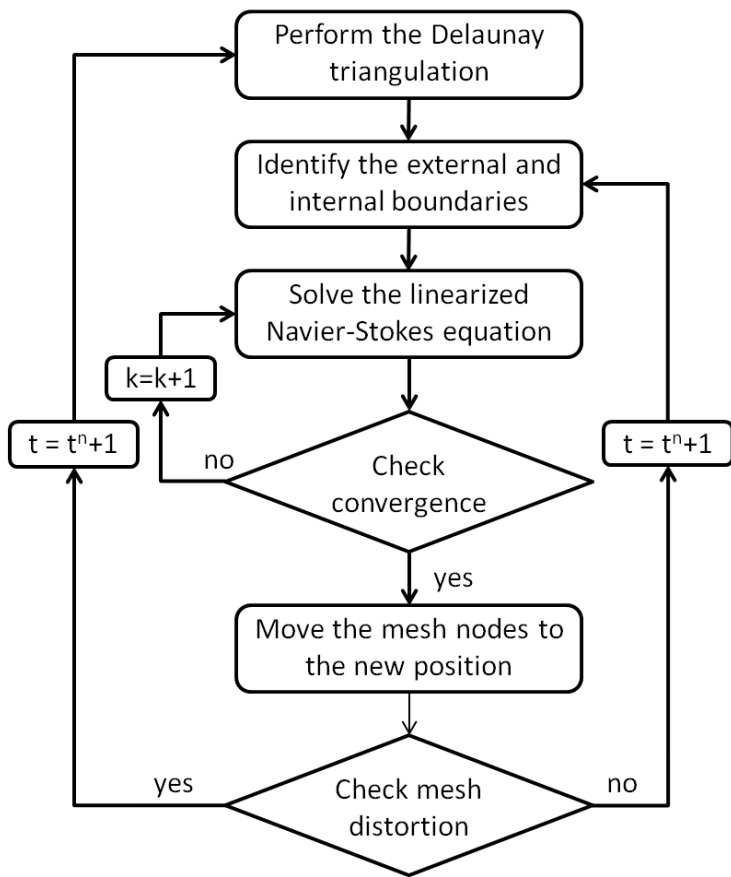 Perform the Delaunay
triangulation
Identify the external and
internal boundaries
Solve the linearized
Navier-Stokes equation
k=k+1
t = tⁿ+1
t = tⁿ+1
no
Check
convergence
yes
Move the mesh nodes to
the new position
yes
Check mesh
distortion
no